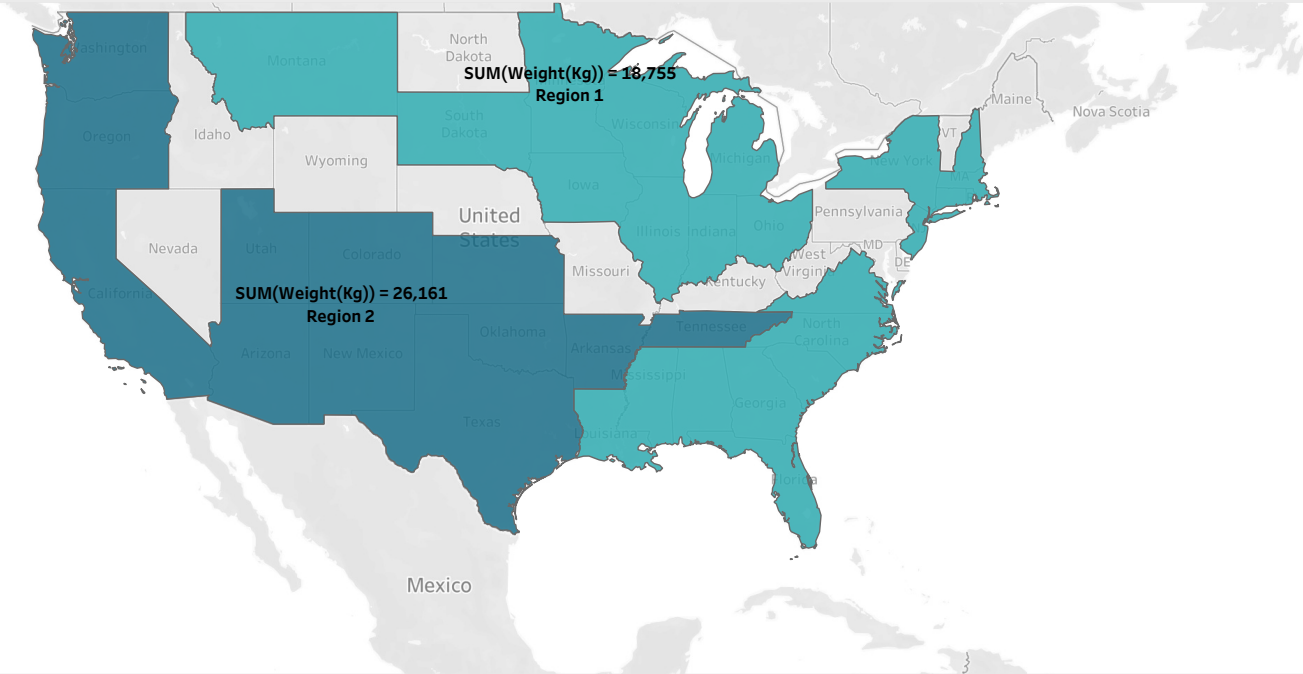 Washington
Montana
North
Dakota
SUM(Weight(Kg)) = 18,755
Region 1
Maine
Nova Scotia
Oregon
Idaho
South
Dakota
Wisconsin
VT
Wyoming
Michigan
New York
MA
Iowa
United
States
Pennsylvania
Nevada
Utah
Colorado
Illinois
Indiana
Ohio
MD
West
Virginia
DE
Missouri
Kentucky
California
SUM(Weight(Kg)) = 26,161
Region 2
Oklahoma
Tennessee
North
Carolina
Arizona
New Mexico
Arkansas
Mississippi
Georgia
Texas
Louisiana
Florida
Mexico